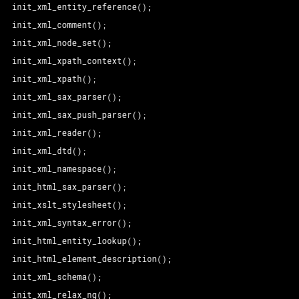 init_xml_entity_reference();
init_xml_comment();
init_xml_node_set();
init_xml_xpath_context();
init_xml_xpath();
init_xml_sax_parser();
init_xml_sax_push_parser();
init_xml_reader();
init_xml_dtd();
init_xml_namespace();
init_html_sax_parser();
init_xslt_stylesheet();
init_xml_syntax_error();
init_html_entity_lookup();
init_html_element_description();
init_xml_schema();
init_xml_relax_ng();